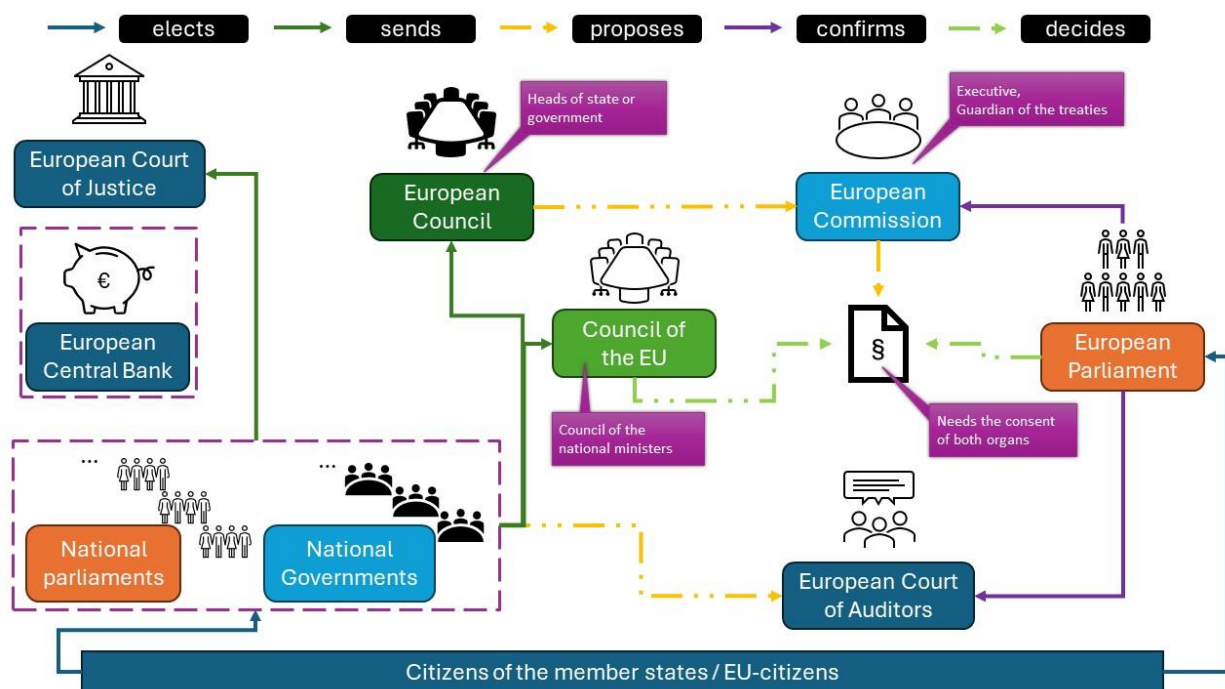 elects
sends
proposes
confirms
decides
Heads of state or
government
Executive,
Guardian of the treaties
European Court
of Justice
European
Council
European
Commission
€
European
Central Bank
Council of
the EU
§
European
Parliament
Council of the
national ministers
Needs the consent
of both organs
...
...
National
parliaments
National
Governments
European Court
of Auditors
Citizens of the member states / EU-citizens